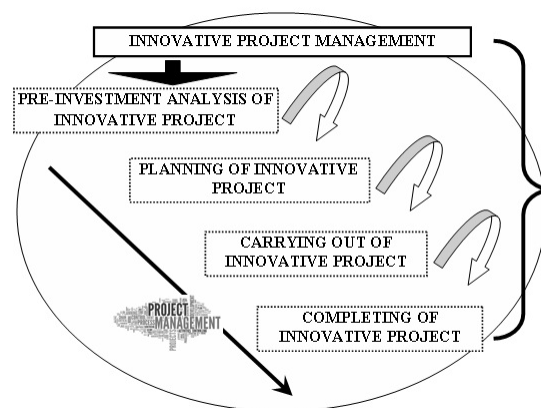 INNOVATIVE PROJECT MANAGEMENT
PRE-INVESTMENT ANALYSIS OF
INNOVATIVE PROJECT
PLANNING OF INNOVATIVE
PROJECT
CARRYING OUT OF
INNOVATIVE PROJECT
COMPLETING OF
INNOVATIVE PROJECT
PROJECT
MANAGEMENT